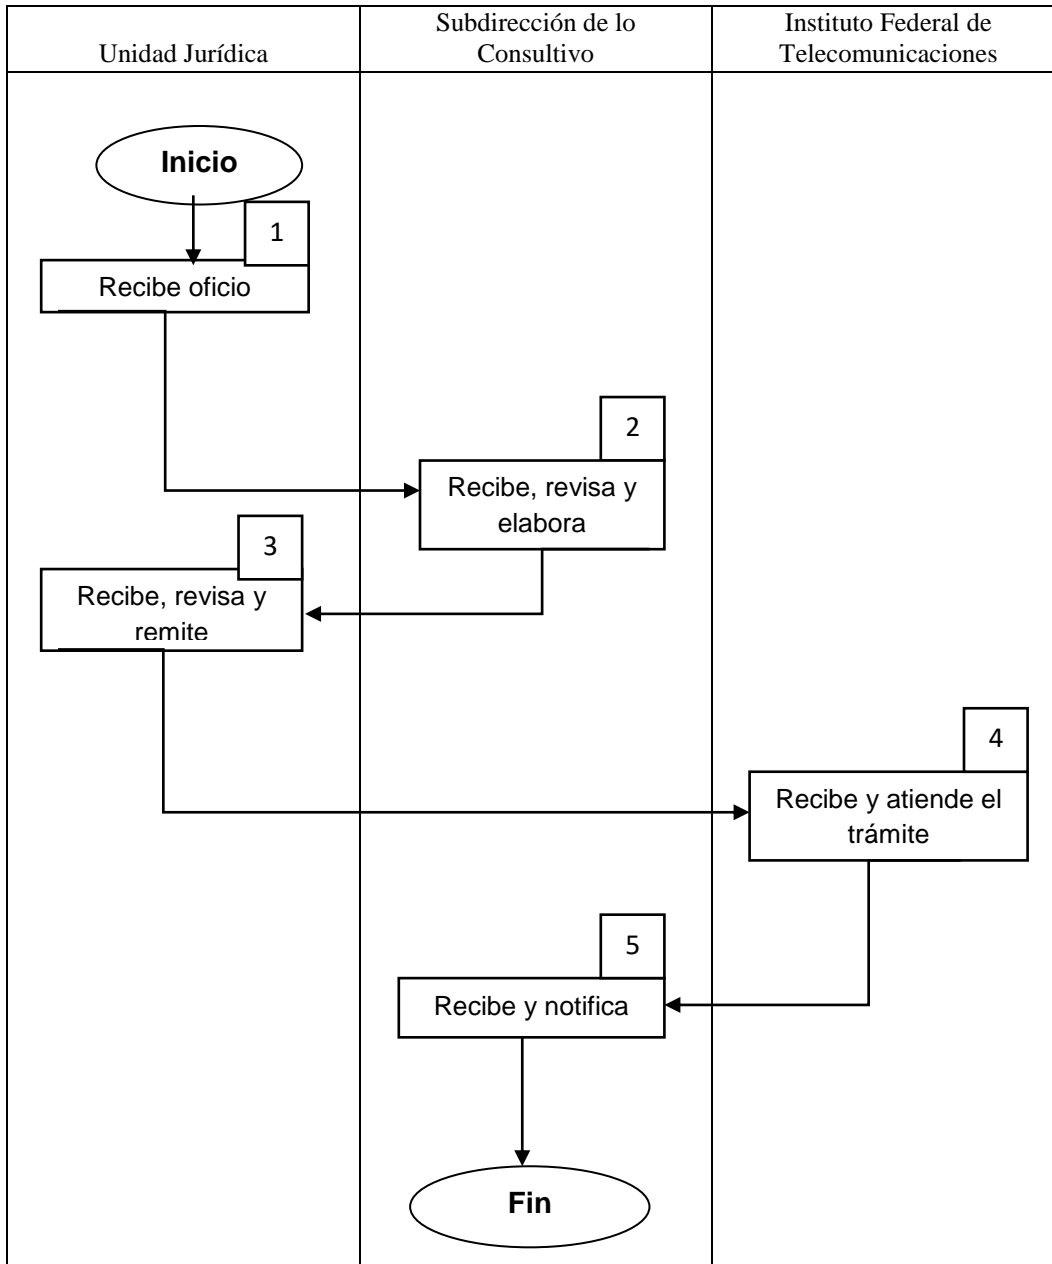 Unidad Jurídica
Subdirección de lo
Consultivo
Instituto Federal de
Telecomunicaciones
Inicio
1
Recibe oficio
2
Recibe, revisa y
elabora
3
Recibe, revisa y
remite
4
Recibe y atiende el
trámite
5
Recibe y notifica
Fin